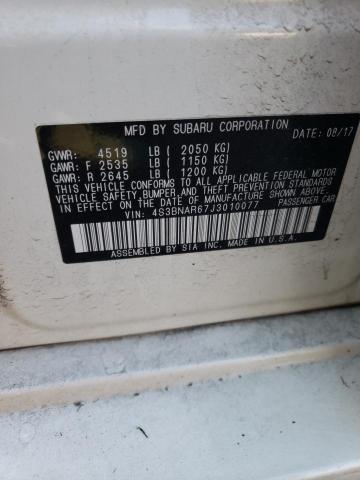 MFD BY SUBARU CORPORATION
DATE: 08/17
GVWR: 4519 LB ( 2050 KG)
GAWR: F 2535 LB ( 1150 KG)
GAWR: R 2645 LB ( 1200 KG)
THIS VEHICLE CONFORMS TO ALL APPLICABLE FEDERAL MOTOR
VEHICLE SAFETY, BUMPER, AND THEFT PREVENTION STANDARDS
IN EFFECT ON THE DATE OF MANUFACTURE SHOWN ABOVE.
VIN: 4S3BNAR67J3010077 PASSENGER CAR
ASSEMBLED BY SIA INC. MADE IN U.S.A.